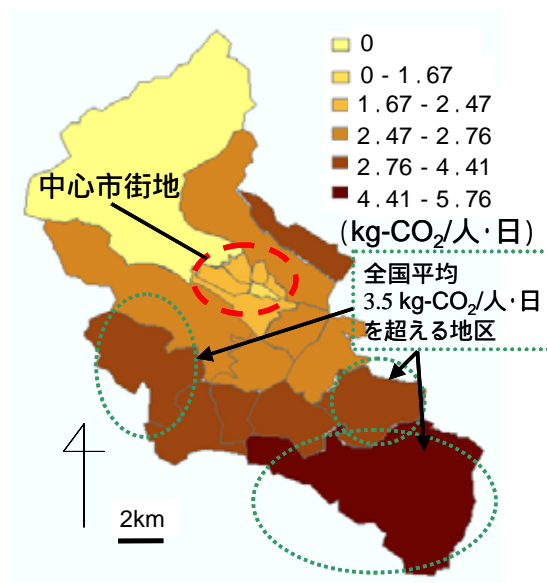 0
0 - 1.67
1.67 - 2.47
2.47 - 2.76
2.76 - 4.41
4.41 - 5.76
(kg-CO₂/人･日)
中心市街地
全国平均
3.5 kg-CO₂/人･日
を超える地区
2km